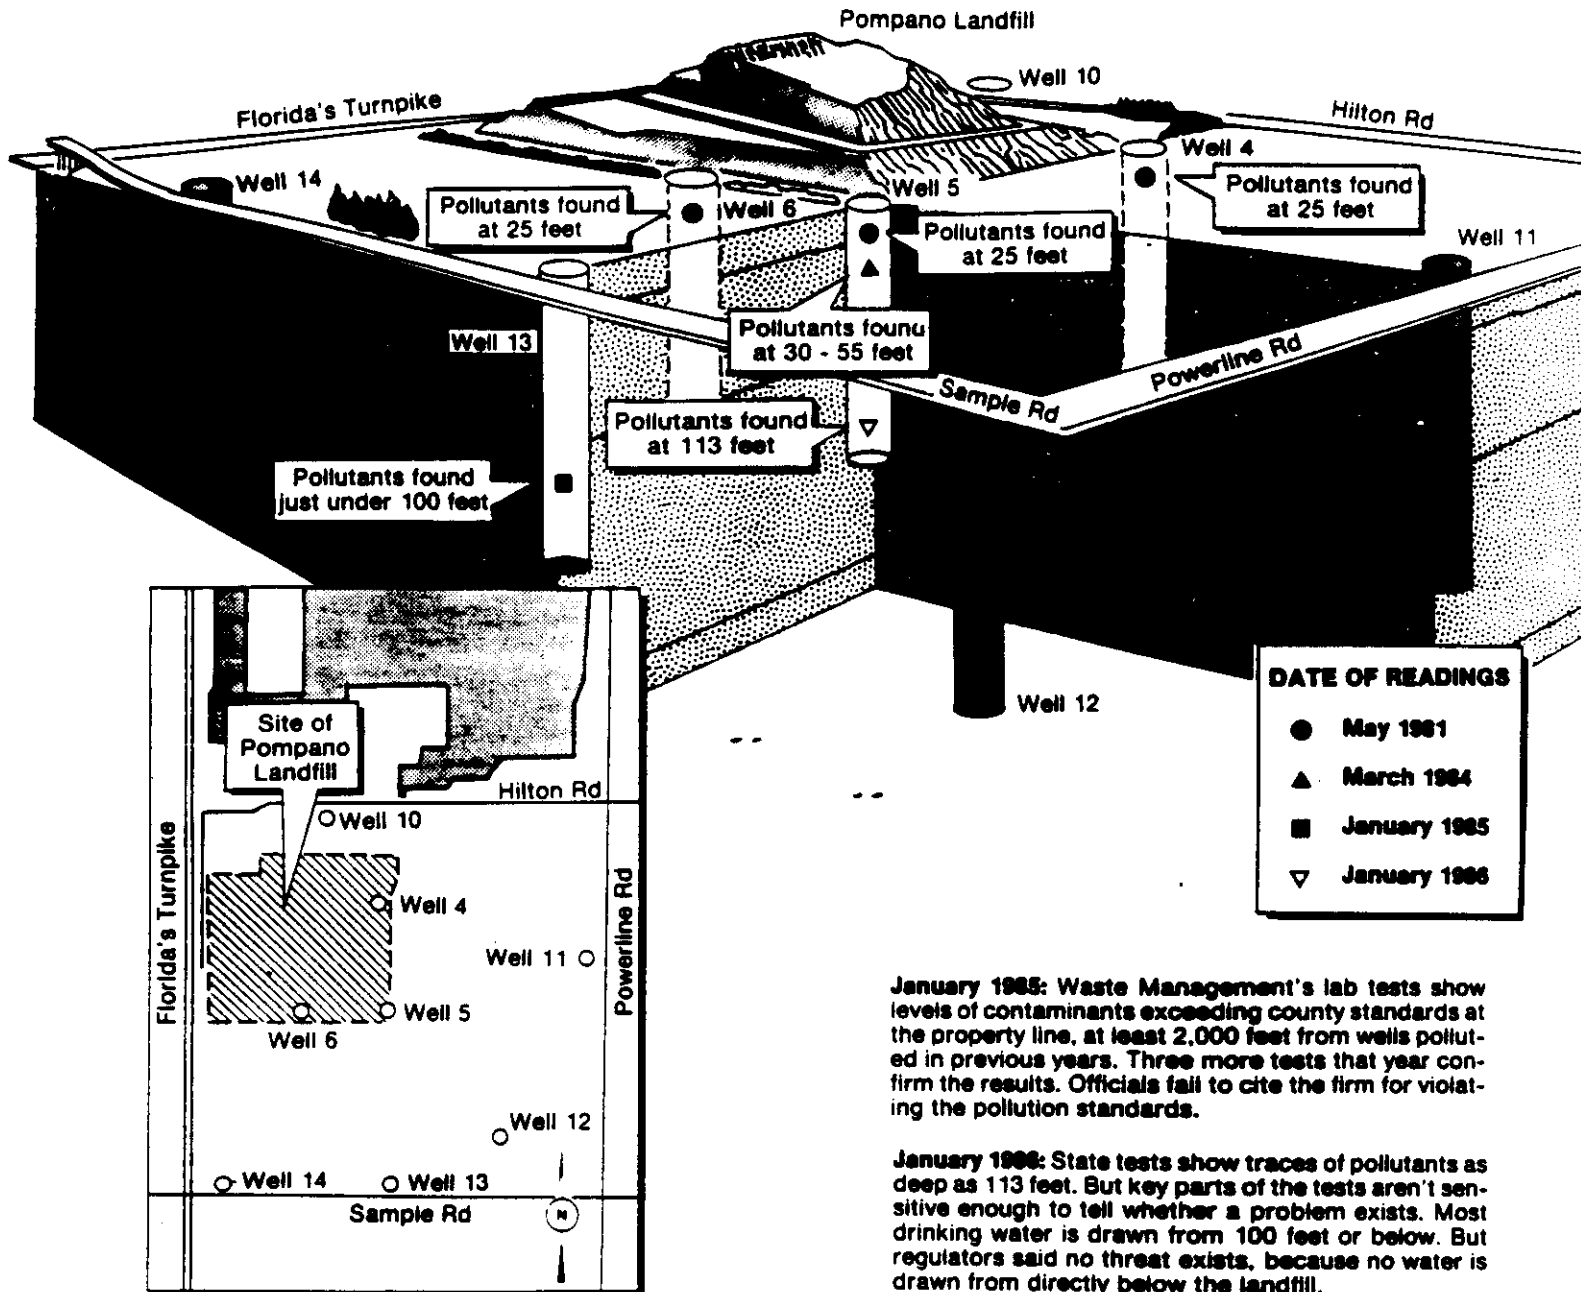 Pompano Landfill
Well 10
Florida's Turnpike
Hilton Rd
Well 4
Well 14
Well 5
Pollutants found
at 25 feet
Well 6
Pollutants found
at 25 feet
Pollutants found
at 25 feet
Well 11
Well 13
Pollutants found
at 30 - 55 feet
Powerline Rd
Sample Rd
Pollutants found
at 113 feet
Pollutants found
just under 100 feet
Well 12
DATE OF READINGS
May 1981
March 1984
January 1985
January 1986
Site of
Pompano
Landfill
Hilton Rd
Well 10
Florida's Turnpike
Well 4
Powerline Rd
Well 11
Well 5
Well 6
Well 12
Well 14
Well 13
Sample Rd
N
January 1985: Waste Management's lab tests show
levels of contaminants exceeding county standards at
the property line, at least 2,000 feet from wells pollut-
ed in previous years. Three more tests that year con-
firm the results. Officials fail to cite the firm for violat-
ing the pollution standards.
January 1986: State tests show traces of pollutants as
deep as 113 feet. But key parts of the tests aren't sen-
sitive enough to tell whether a problem exists. Most
drinking water is drawn from 100 feet or below. But
regulators said no threat exists, because no water is
drawn from directly below the landfill.